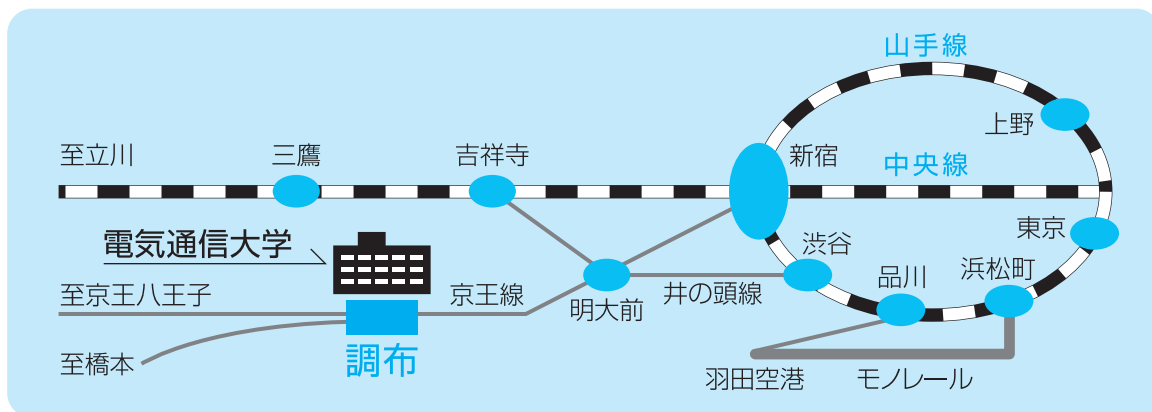 山手線
上野
至立川
三鷹
吉祥寺
新宿
中央線
東京
電気通信大学
渋谷
品川
浜松町
至京王八王子
京王線
明大前
井の頭線
至橋本
調布
羽田空港
モノレール